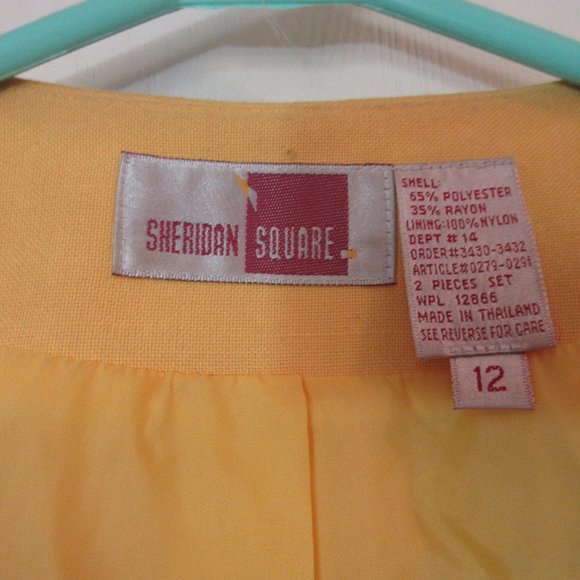 SHERIDAN SQUARE
SHELL:
65% POLYESTER
35% RAYON
LINING:100% NYLON
DEPT # 14
ORDER#3430-3432
ARTICLE#0279-0291
2 PIECES SET
WPL 12866
MADE IN THAILAND
SEE REVERSE FOR CARE
12